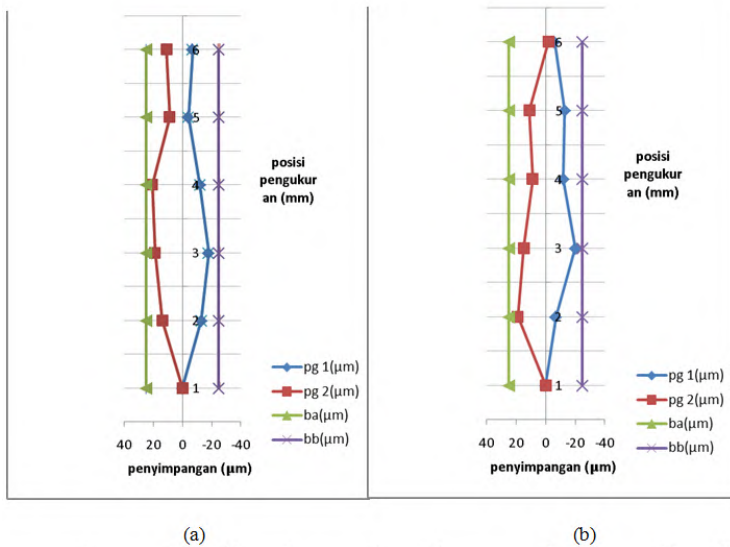 6
5
4
3
2
1
posisi
pengukur
an (mm)
pg 1(μm)
pg 2(μm)
ba(μm)
bb(μm)
40 20 0 -20 -40
penyimpangan (μm)
(a)
6
5
4
3
2
1
posisi
pengukur
an (mm)
pg 1(μm)
pg 2(μm)
ba(μm)
bb(μm)
40 20 0 -20 -40
penyimpangan (μm)
(b)